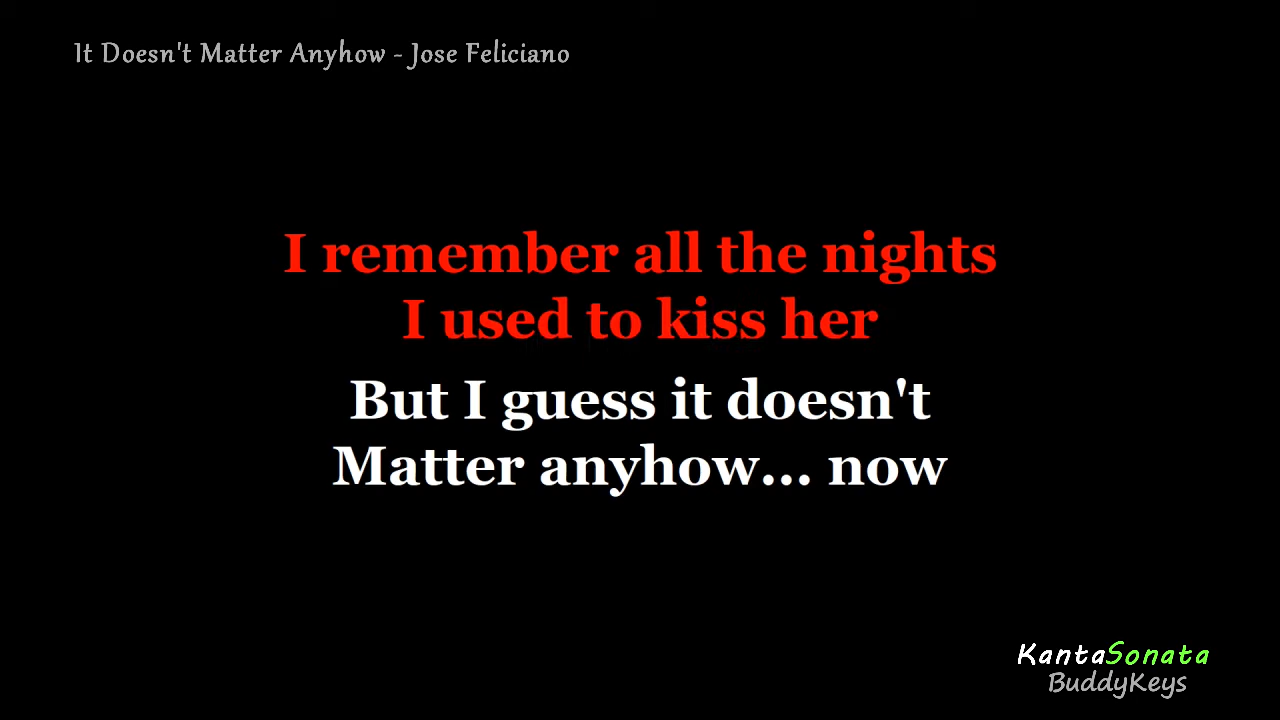 It Doesn't Matter Anyhow - Jose Feliciano
I remember all the nights
I used to kiss her
But I guess it doesn't
Matter anyhow... now
KantaSonata
BuddyKeys